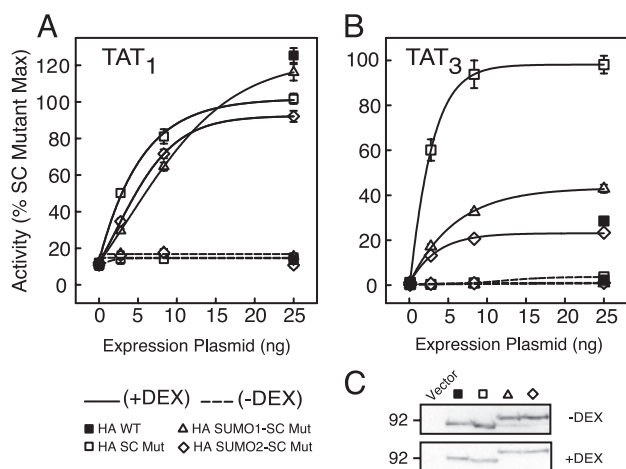 A
TAT1
120
100
80
60
40
20
0
Activity (% SC Mutant Max)
0 5 10 15 20 25
Expression Plasmid (ng)
B
TAT3
100
80
60
40
20
0
0 5 10 15 20 25
Expression Plasmid (ng)
(+DEX) (-DEX)
HA WT HA SUMO1-SC Mut
HA SC Mut HA SUMO2-SC Mut
C
Vector
92 -DEX
92 +DEX